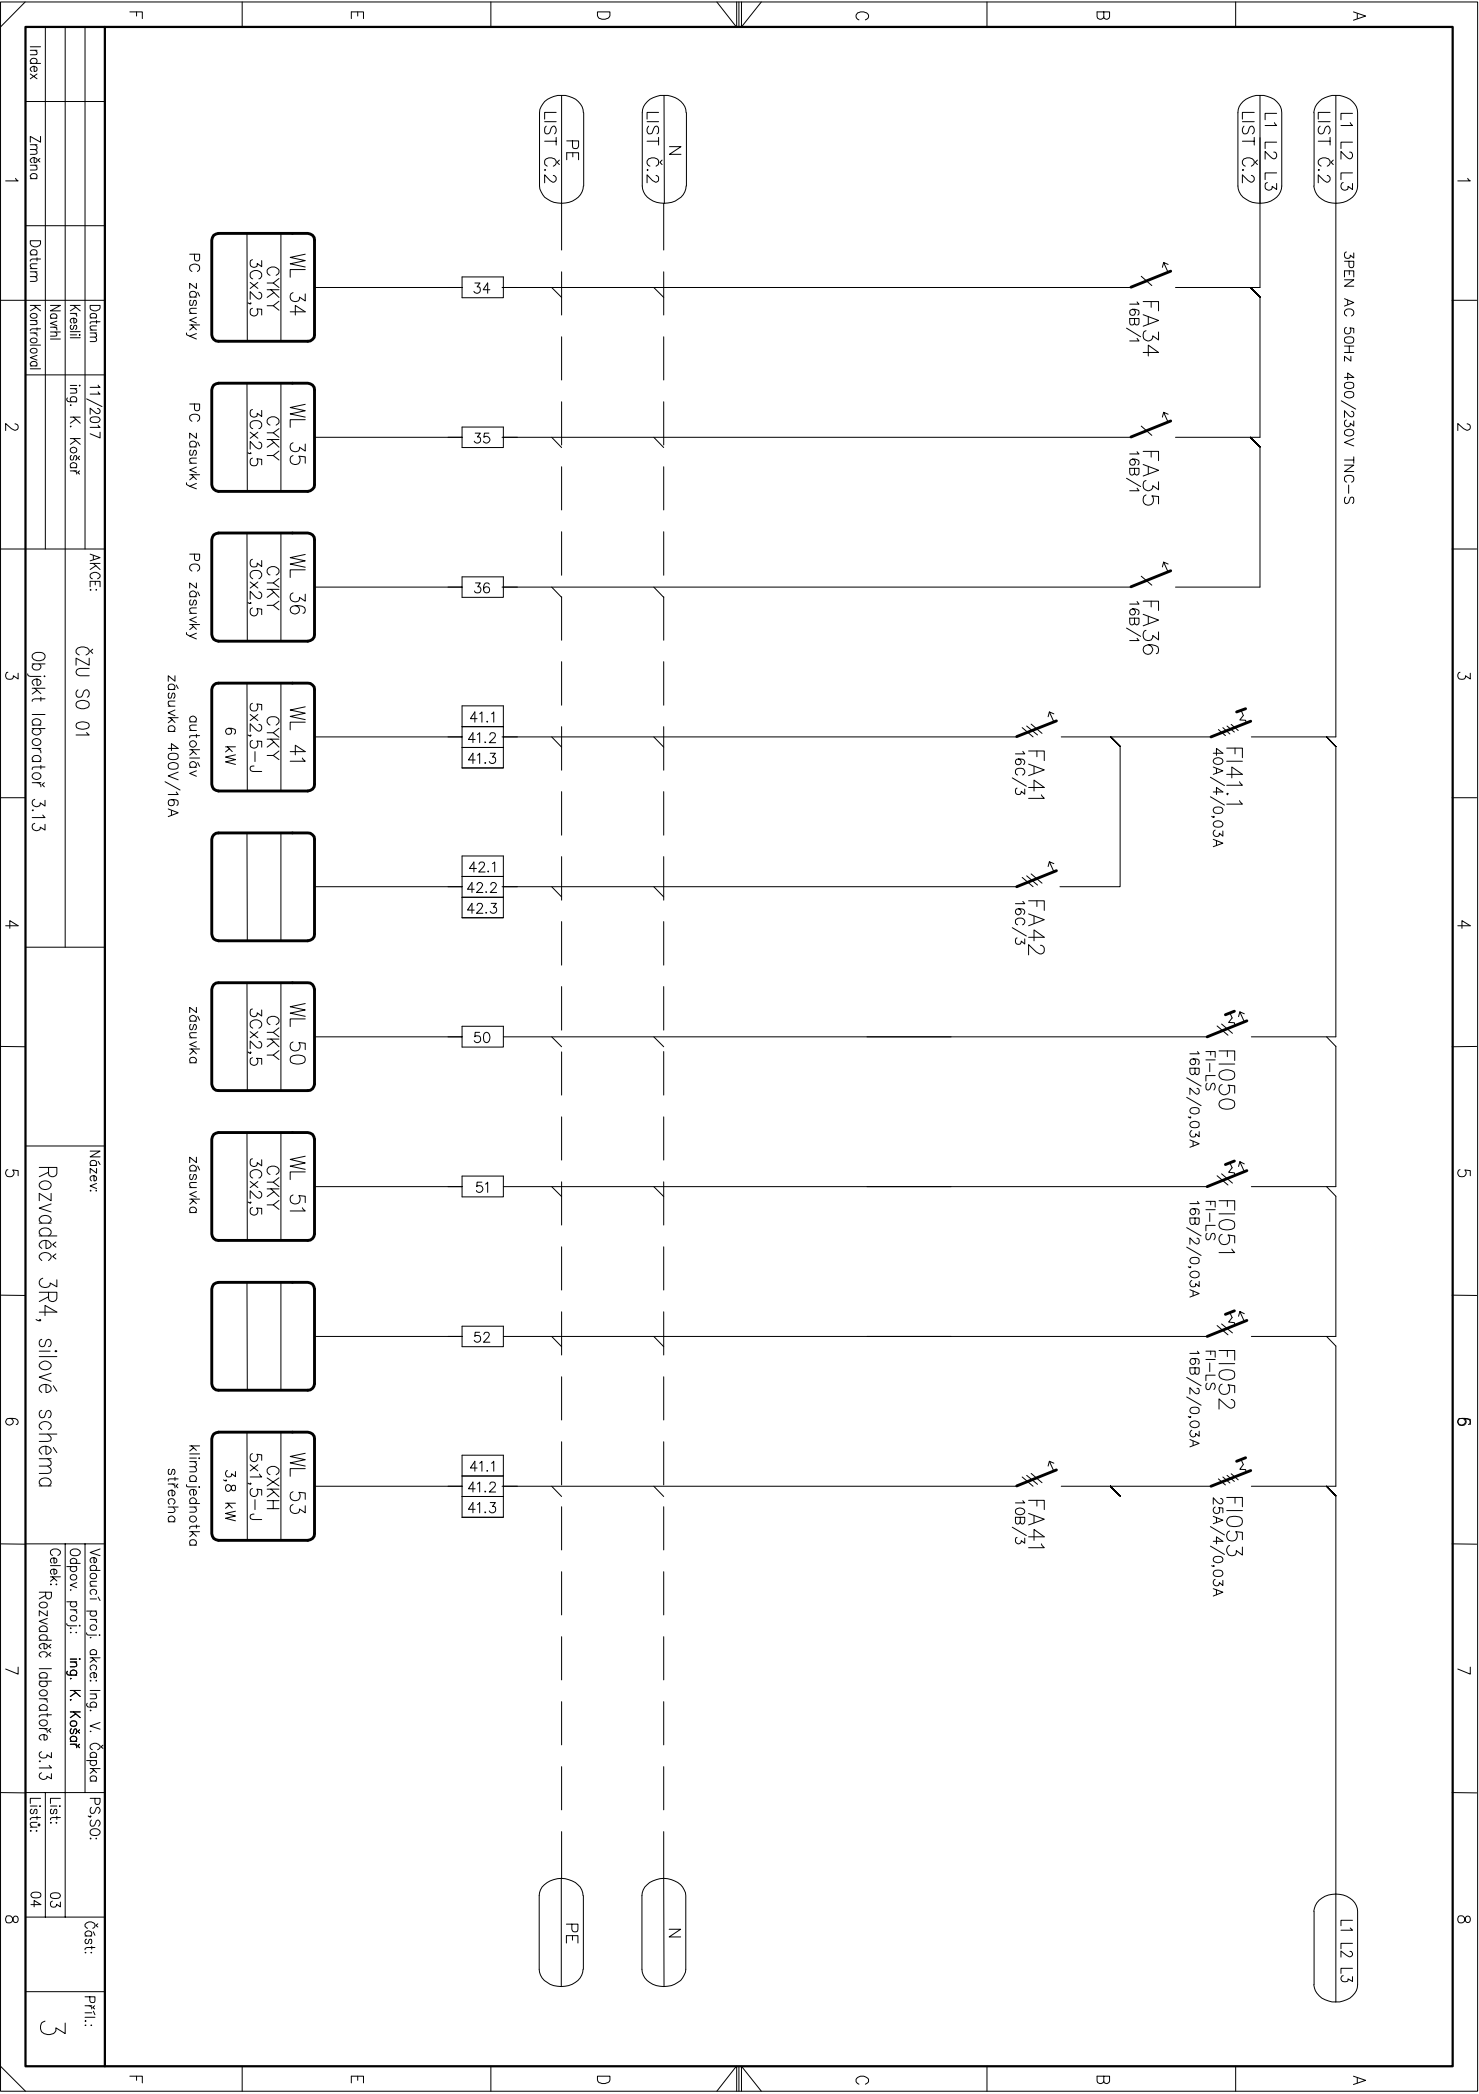 1 2 3 4 5 6 7 8
A
B
C
D
E
F
A
B
C
D
E
F
3PEN AC 50Hz 400/230V TNC-S
L1 L2 L3
LIST Č.2
L1 L2 L3
L1 L2 L3
LIST Č.2
FI41.1
40A/4/0,03A
FI050
FI-LS
16B/2/0,03A
FI051
FI-LS
16B/2/0,03A
FI052
FI-LS
16B/2/0,03A
FI053
25A/4/0,03A
FA34
16B/1
FA35
16B/1
FA36
16B/1
FA41
16C/3
FA42
16C/3
FA41
10B/3
N
LIST Č.2
N
PE
LIST Č.2
PE
34
35
36
41.1
41.2
41.3
42.1
42.2
42.3
50
51
52
41.1
41.2
41.3
WL 34
CYKY
3Cx2,5
PC zásuvky
WL 35
CYKY
3Cx2,5
PC zásuvky
WL 36
CYKY
3Cx2,5
PC zásuvky
WL 41
CYKY
5x2,5-J
6 kW
autokláv
zásuvka 400V/16A
WL 50
CYKY
3Cx2,5
zásuvka
WL 51
CYKY
3Cx2,5
zásuvka
WL 53
CXKH
5x1,5-J
3,8 kW
klimajednotka
střecha
Index
Změna
Datum
Datum 11/2017
Kreslil ing. K. Košař
Navrhl
Kontroloval
AKCE:
ČZU SO 01
Objekt laboratoř 3.13
Název:
Rozvaděč 3R4, silové schéma
Vedoucí proj. akce: Ing. V. Čapka
Odpov. proj.: ing. K. Košař
Celek: Rozvaděč laboratoře 3.13
PS,SO:
List: 03
Listů: 04
Část:
Příl.:
3
1 2 3 4 5 6 7 8